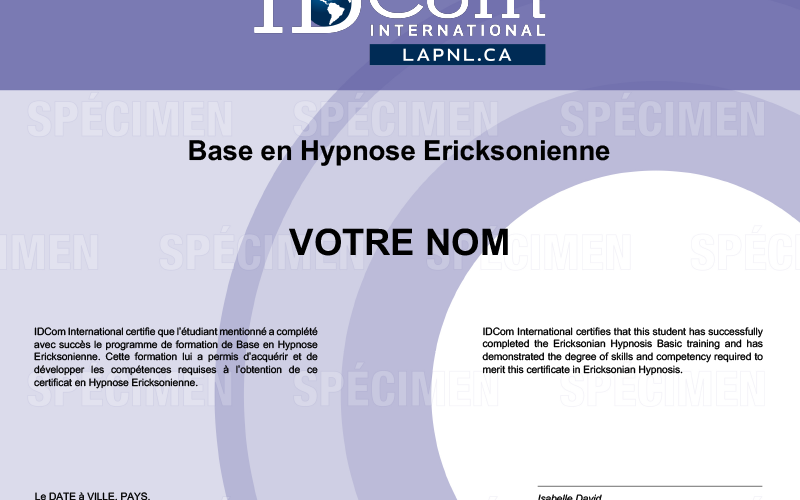 IDCom
INTERNATIONAL
LAPNL.CA
SPÉCIMEN SPÉCIMEN SPÉCIMEN
Base en Hypnose Ericksonienne
VOTRE NOM
IMEN SPÉCIMEN SPÉCIMEN SPÉCIM
IDCom International certifie que l'étudiant mentionné a complété
avec succès le programme de formation de Base en Hypnose
Ericksonienne. Cette formation lui a permis d'acquérir et de
développer les compétences requises à l'obtention de ce
certificat en Hypnose Ericksonienne.
IDCom International certifies that this student has successfully
completed the Ericksonian Hypnosis Basic training and has
demonstrated the degree of skills and competency required to
merit this certificate in Ericksonian Hypnosis.
SPÉCIMEN SPÉCIMEN SPÉCIMEN
Le DATE à VILLE, PAYS.
Isabelle David